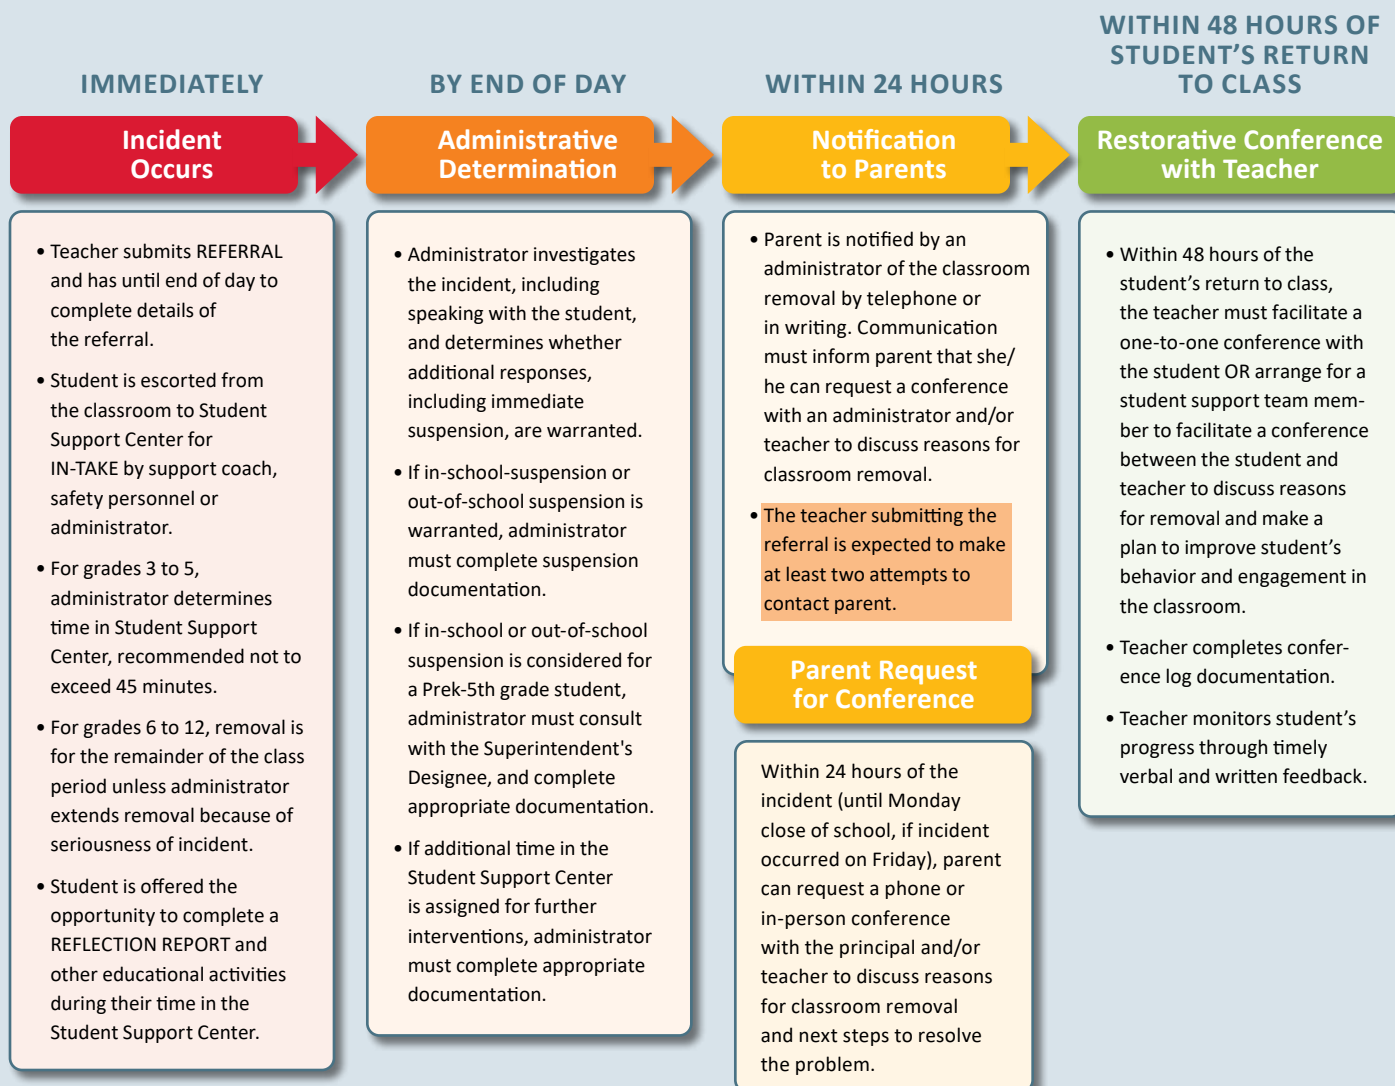 IMMEDIATELY
Incident
Occurs
• Teacher submits REFERRAL
and has until end of day to
complete details of
the referral.
• Student is escorted from
the classroom to Student
Support Center for
IN-TAKE by support coach,
safety personnel or
administrator.
• For grades 3 to 5,
administrator determines
time in Student Support
Center, recommended not to
exceed 45 minutes.
• For grades 6 to 12, removal is
for the remainder of the class
period unless administrator
extends removal because of
seriousness of incident.
• Student is offered the
opportunity to complete a
REFLECTION REPORT and
other educational activities
during their time in the
Student Support Center.
BY END OF DAY
Administrative
Determination
• Administrator investigates
the incident, including
speaking with the student,
and determines whether
additional responses,
including immediate
suspension, are warranted.
• If in-school-suspension or
out-of-school suspension is
warranted, administrator
must complete suspension
documentation.
• If in-school or out-of-school
suspension is considered for
a Prek-5th grade student,
administrator must consult
with the Superintendent's
Designee, and complete
appropriate documentation.
• If additional time in the
Student Support Center
is assigned for further
interventions, administrator
must complete appropriate
documentation.
WITHIN 24 HOURS
Notification
to Parents
• Parent is notified by an
administrator of the classroom
removal by telephone or
in writing. Communication
must inform parent that she/
he can request a conference
with an administrator and/or
teacher to discuss reasons for
classroom removal.
• The teacher submitting the
referral is expected to make
at least two attempts to
contact parent.
Parent Request
for Conference
Within 24 hours of the
incident (until Monday
close of school, if incident
occurred on Friday), parent
can request a phone or
in-person conference
with the principal and/or
teacher to discuss reasons
for classroom removal
and next steps to resolve
the problem.
WITHIN 48 HOURS OF
STUDENT’S RETURN
TO CLASS
Restorative Conference
with Teacher
• Within 48 hours of the
student’s return to class,
the teacher must facilitate a
one-to-one conference with
the student OR arrange for a
student support team mem-
ber to facilitate a conference
between the student and
teacher to discuss reasons
for removal and make a
plan to improve student’s
behavior and engagement in
the classroom.
• Teacher completes confer-
ence log documentation.
• Teacher monitors student’s
progress through timely
verbal and written feedback.